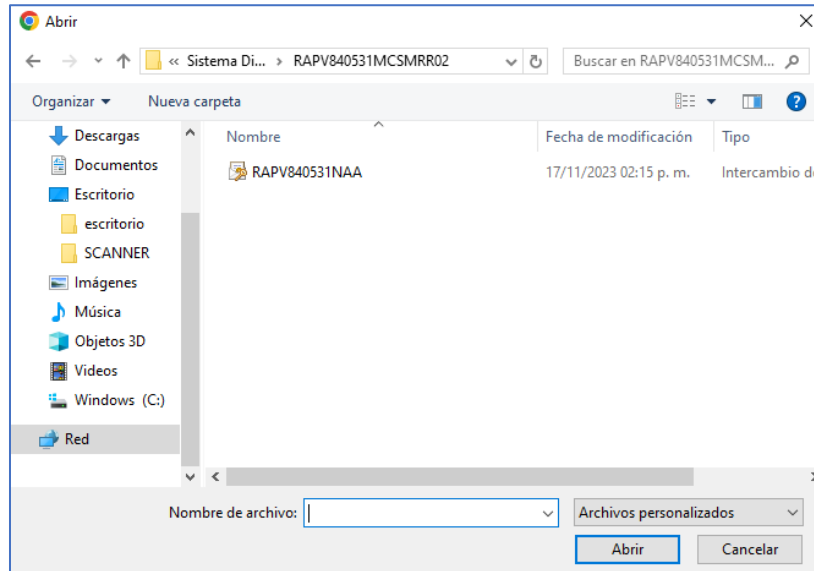 Abrir
« Sistema Di... › RAPV840531MCSMRR02
Buscar en RAPV840531MCSM...
Organizar
Nueva carpeta
Descargas
Documentos
Escritorio
escritorio
SCANNER
Imágenes
Música
Objetos 3D
Videos
Windows (C:)
Red
Nombre
Fecha de modificación
Tipo
RAPV840531NAA
17/11/2023 02:15 p. m.
Intercambio d
Nombre de archivo:
Archivos personalizados
Abrir
Cancelar